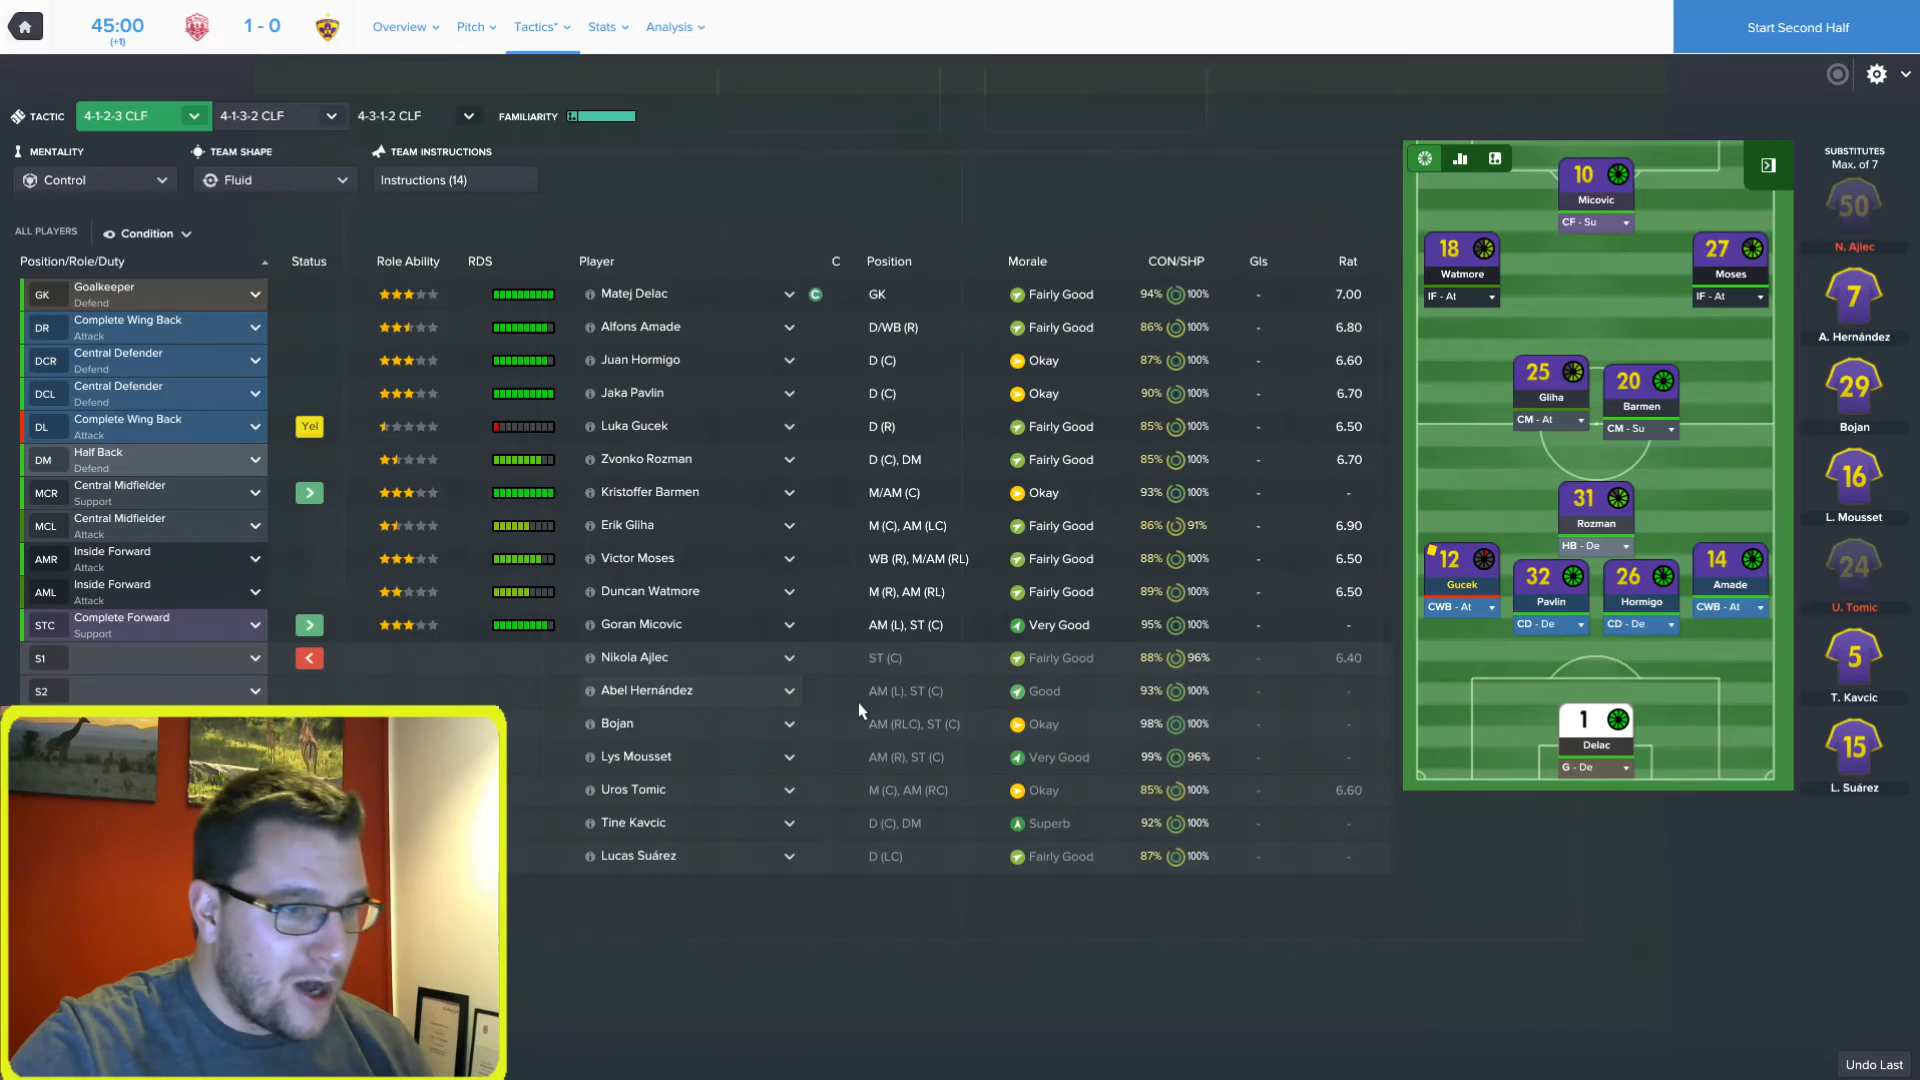 45:00
(+1)
1 - 0
Overview
Pitch
Tactics*
Stats
Analysis
Start Second Half
TACTIC
4-1-2-3 CLF
4-1-3-2 CLF
4-3-1-2 CLF
FAMILIARITY
MENTALITY
TEAM SHAPE
TEAM INSTRUCTIONS
Control
Fluid
Instructions (14)
ALL PLAYERS
Condition
Position/Role/Duty Status Role Ability RDS Player C Position Morale CON/SHP Gls Rat
GK Goalkeeper Defend Matej Delac C GK Fairly Good 94% 100% - 7.00
DR Complete Wing Back Attack Alfons Amade D/WB (R) Fairly Good 86% 100% - 6.80
DCR Central Defender Defend Juan Hormigo D (C) Okay 87% 100% - 6.60
DCL Central Defender Defend Jaka Pavlin D (C) Okay 90% 100% - 6.70
DL Complete Wing Back Attack Yel Luka Gucek D (R) Fairly Good 85% 100% - 6.50
DM Half Back Defend Zvonko Rozman D (C), DM Fairly Good 85% 100% - 6.70
MCR Central Midfielder Support Kristoffer Barmen M/AM (C) Okay 93% 100% - -
MCL Central Midfielder Attack Erik Gliha M (C), AM (LC) Fairly Good 86% 91% - 6.90
AMR Inside Forward Attack Victor Moses WB (R), M/AM (RL) Fairly Good 88% 100% - 6.50
AML Inside Forward Attack Duncan Watmore M (R), AM (RL) Fairly Good 89% 100% - 6.50
STC Complete Forward Support Goran Micovic AM (L), ST (C) Very Good 95% 100% - -
S1 Nikola Ajlec ST (C) Fairly Good 88% 96% - 6.40
S2 Abel Hernández AM (L), ST (C) Good 93% 100% - -
Bojan AM (RLC), ST (C) Okay 98% 100% - -
Lys Mousset AM (R), ST (C) Very Good 99% 96% - -
Uros Tomic M (C), AM (RC) Okay 85% 100% - 6.60
Tine Kavcic D (C), DM Superb 92% 100% - -
Lucas Suárez D (LC) Fairly Good 87% 100% - -
10
Micovic
CF - Su
18
Watmore
IF - At
27
Moses
IF - At
25
Gliha
CM - At
20
Barmen
CM - Su
31
Rozman
HB - De
12
Gucek
CWB - At
32
Pavlin
CD - De
26
Hormigo
CD - De
14
Amade
CWB - At
1
Delac
G - De
SUBSTITUTES
Max. of 7
50
N. Ajlec
7
A. Hernández
29
Bojan
16
L. Mousset
24
U. Tomic
5
T. Kavcic
15
L. Suárez
Undo Last